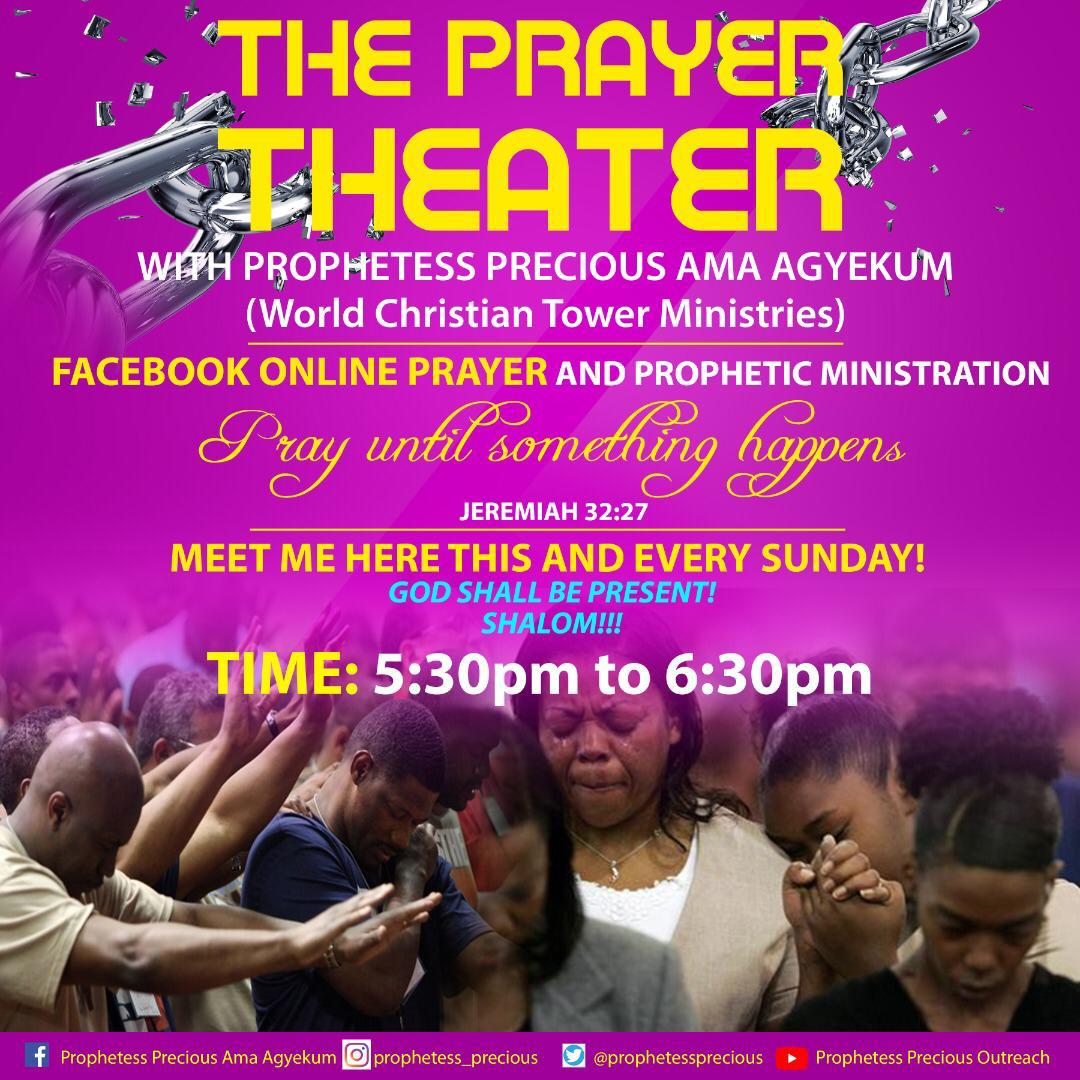 THE PRAYER
THEATER
WITH PROPHETESS PRECIOUS AMA AGYEKUM
(World Christian Tower Ministries)
FACEBOOK ONLINE PRAYER AND PROPHETIC MINISTRATION
Pray until something happens
JEREMIAH 32:27
MEET ME HERE THIS AND EVERY SUNDAY!
GOD SHALL BE PRESENT!
SHALOM!!!
TIME: 5:30pm to 6:30pm
Prophetess Precious Ama Agyekum prophetess_precious @prophetessprecious Prophetess Precious Outreach